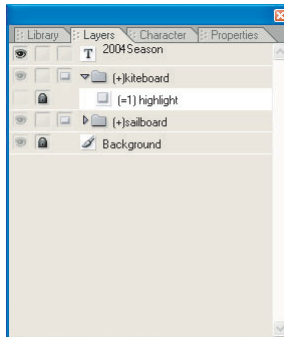 Library Layers Character Properties
T 2004Season
(+)kiteboard
(=1) highlight
(+)sailboard
Background